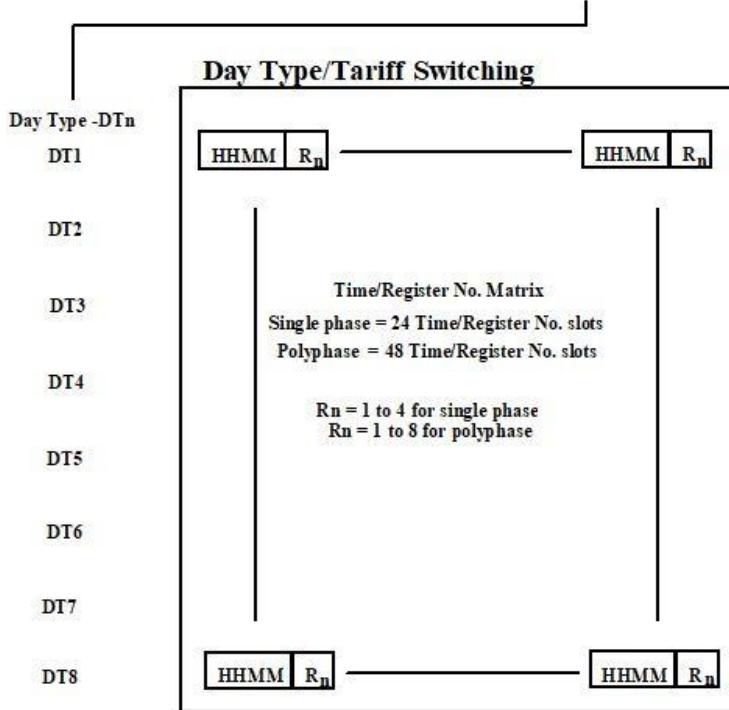 Day Type/Tariff Switching
Day Type -DTn
DT1
HHMM Rn
HHMM Rn
DT2
DT3
Time/Register No. Matrix
Single phase = 24 Time/Register No. slots
Polyphase = 48 Time/Register No. slots
DT4
Rn = 1 to 4 for single phase
Rn = 1 to 8 for polyphase
DT5
DT6
DT7
DT8
HHMM Rn
HHMM Rn